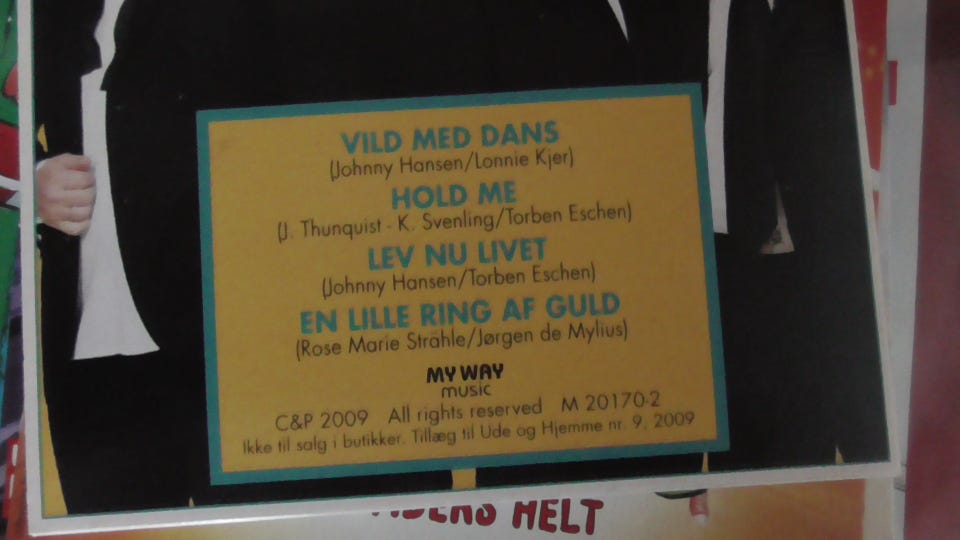 VILD MED DANS
(Johnny Hansen/Lonnie Kjer)
HOLD ME
(J. Thunquist - K. Svenling/Torben Eschen)
LEV NU LIVET
(Johnny Hansen/Torben Eschen)
EN LILLE RING AF GULD
(Rose Marie Strähle/Jørgen de Mylius)
MY WAY
music
C&P 2009 All rights reserved M 20170-2
Ikke til salg i butikker. Tillæg til Ude og Hjemme nr. 9, 2009
HELT